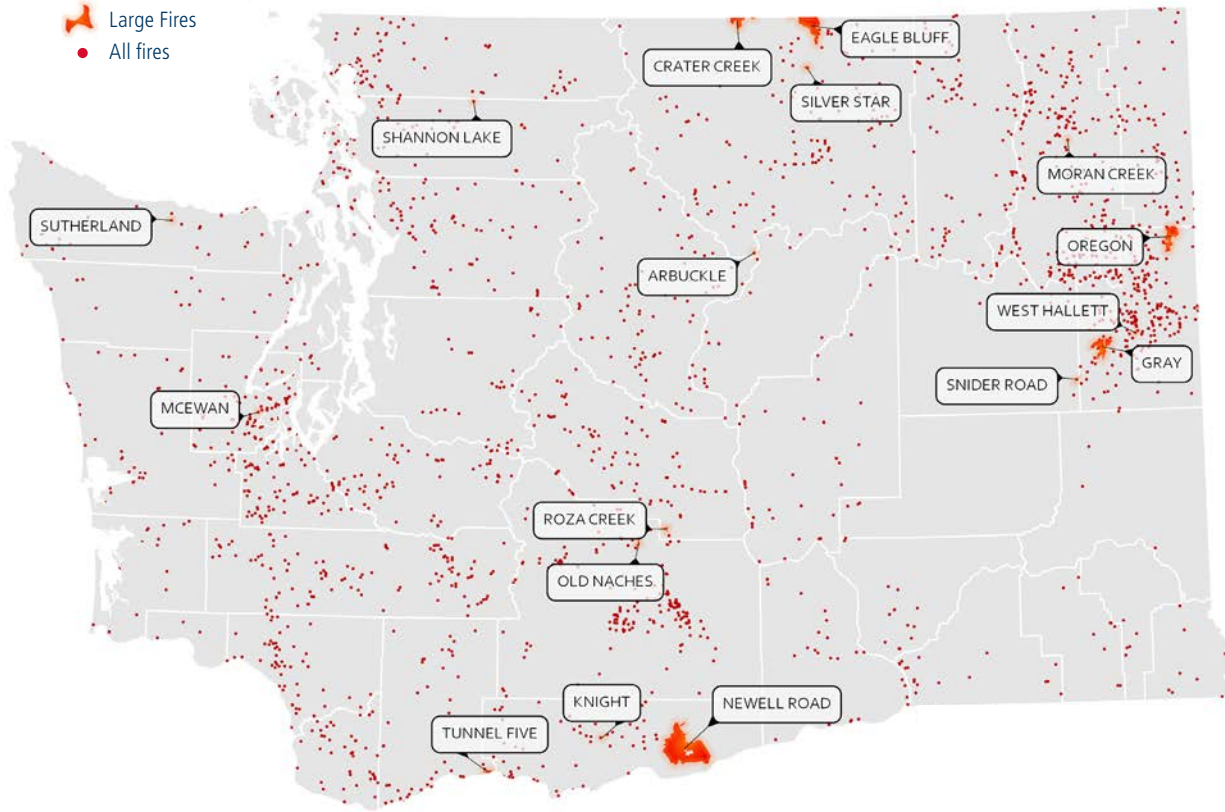 Large Fires
All fires
EAGLE BLUFF
CRATER CREEK
SILVER STAR
SHANNON LAKE
MORAN CREEK
SUTHERLAND
OREGON
ARBUCKLE
WEST HALLETT
GRAY
SNIDER ROAD
MCEWAN
ROZA CREEK
OLD NACHES
KNIGHT
NEWELL ROAD
TUNNEL FIVE